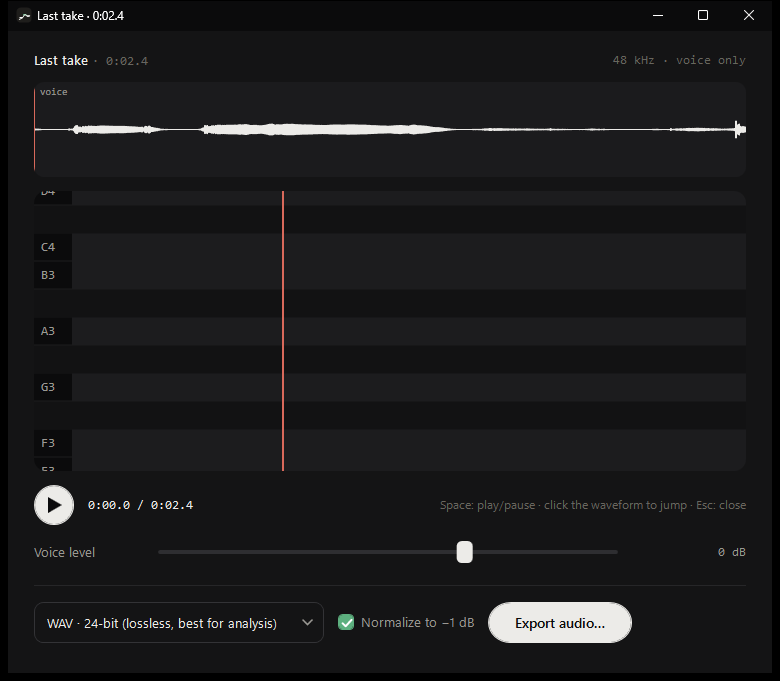 Last take · 0:02.4
Last take · 0:02.4
48 kHz · voice only
voice
D4
C4
B3
A3
G3
F3
E3
0:00.0 / 0:02.4
Space: play/pause · click the waveform to jump · Esc: close
Voice level
0 dB
WAV · 24-bit (lossless, best for analysis)
Normalize to −1 dB
Export audio...